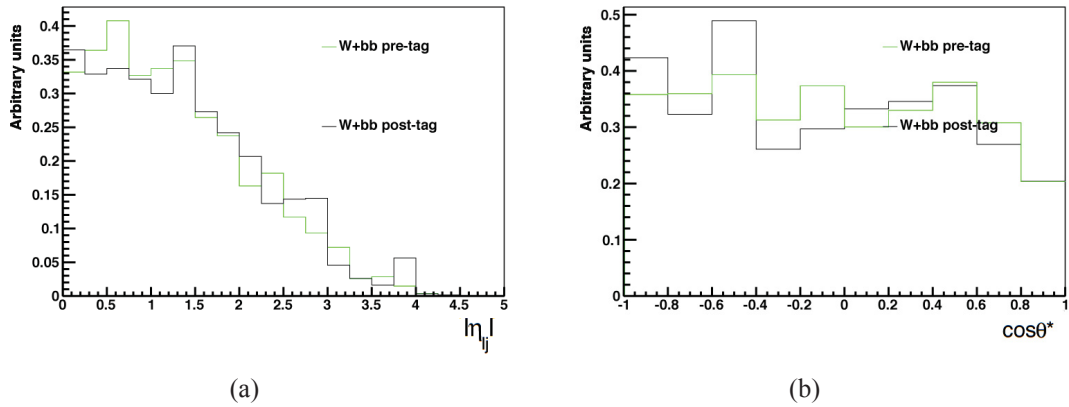 Arbitrary units
0.4
0.35
0.3
0.25
0.2
0.15
0.1
0.05
0
W+bb pre-tag
W+bb post-tag
0 0.5 1 1.5 2 2.5 3 3.5 4 4.5 5
|η_lj|
(a)
Arbitrary units
0.5
0.4
0.3
0.2
0.1
0
W+bb pre-tag
W+bb post-tag
-1 -0.8 -0.6 -0.4 -0.2 0 0.2 0.4 0.6 0.8 1
cosθ*
(b)